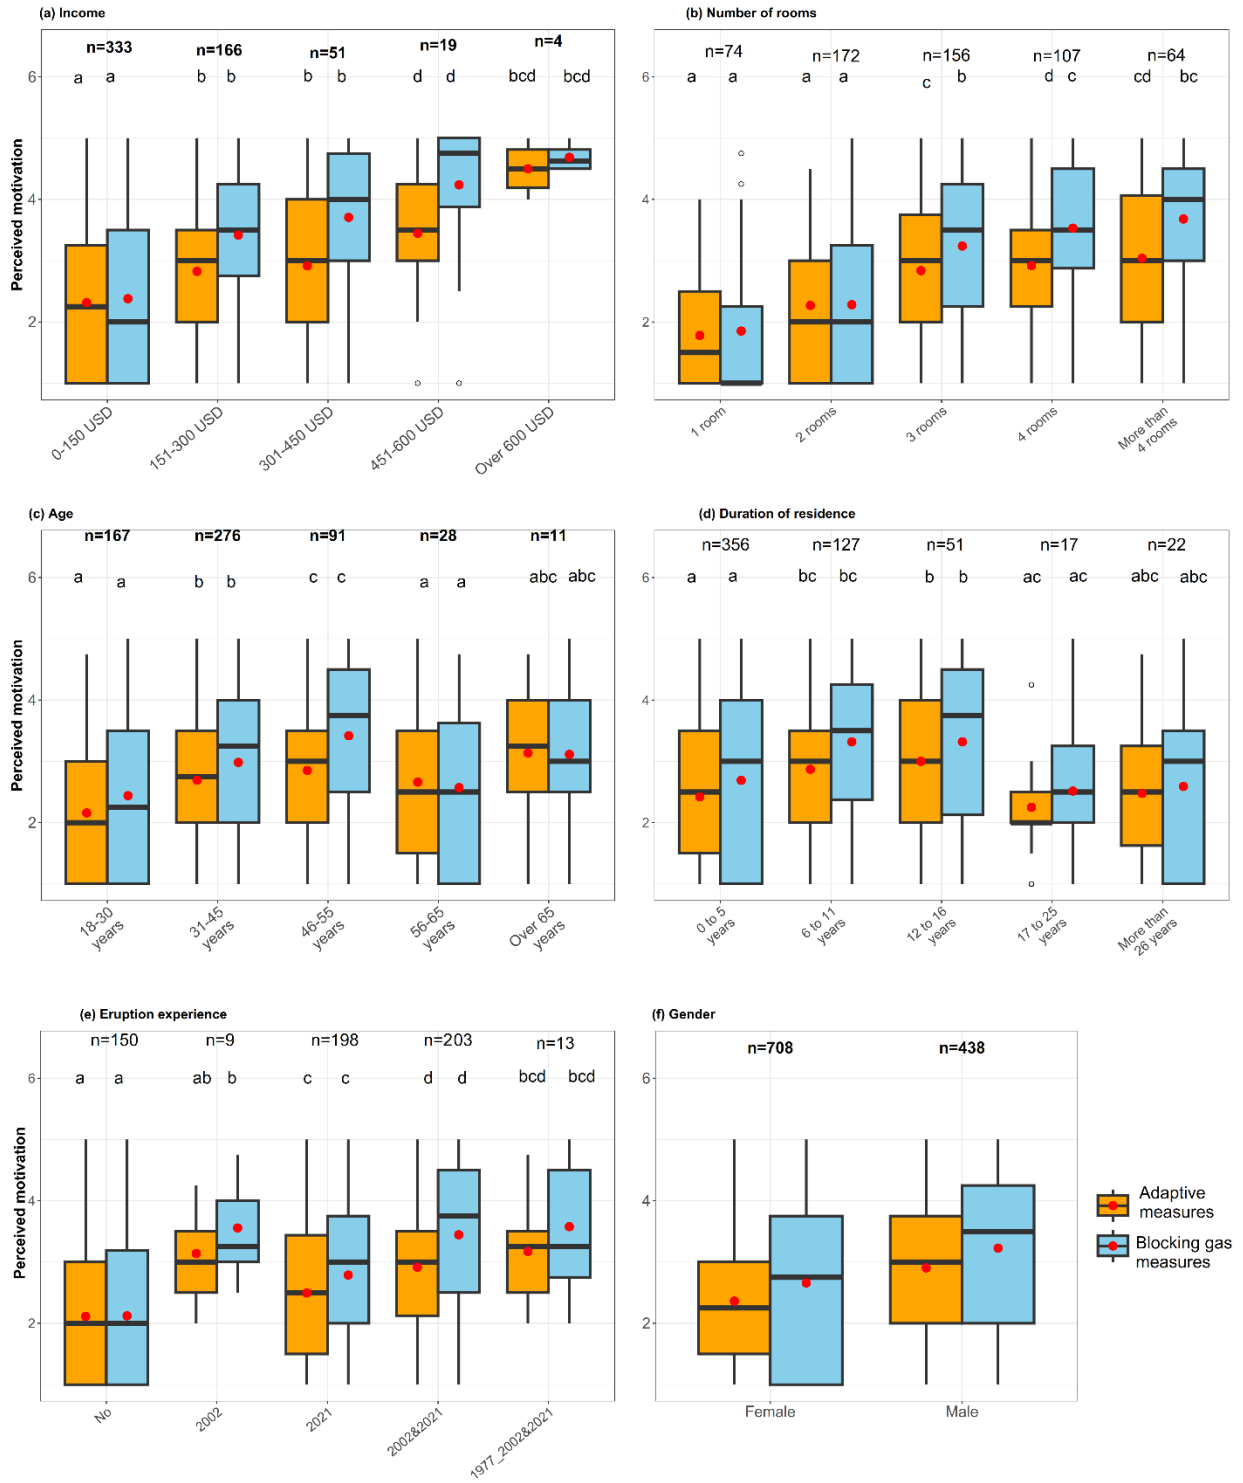 (a) Income
n=333 n=166 n=51 n=19 n=4
6 a a b b b b d d bcd bcd
4
2
Perceived motivation
0-150 USD 151-300 USD 301-450 USD 451-600 USD Over 600 USD
(b) Number of rooms
n=74 n=172 n=156 n=107 n=64
6 a a a a c b d c cd bc
4
2
1 room 2 rooms 3 rooms 4 rooms More than
4 rooms
(c) Age
n=167 n=276 n=91 n=28 n=11
6 a a b b c c a a abc abc
4
2
Perceived motivation
18-30 31-45 46-55 56-65 Over 65
years years years years years
(d) Duration of residence
n=356 n=127 n=51 n=17 n=22
6 a a bc bc b b ac ac abc abc
4
2
0 to 5 6 to 11 12 to 16 17 to 25 More than
years years years years 26 years
(e) Eruption experience
n=150 n=9 n=198 n=203 n=13
6 a a ab b c c d d bcd bcd
4
2
Perceived motivation
No 2002 2021 2002&2021 1977_2002&2021
(f) Gender
n=708 n=438
6
4
2
Female Male
Adaptive
measures
Blocking gas
measures